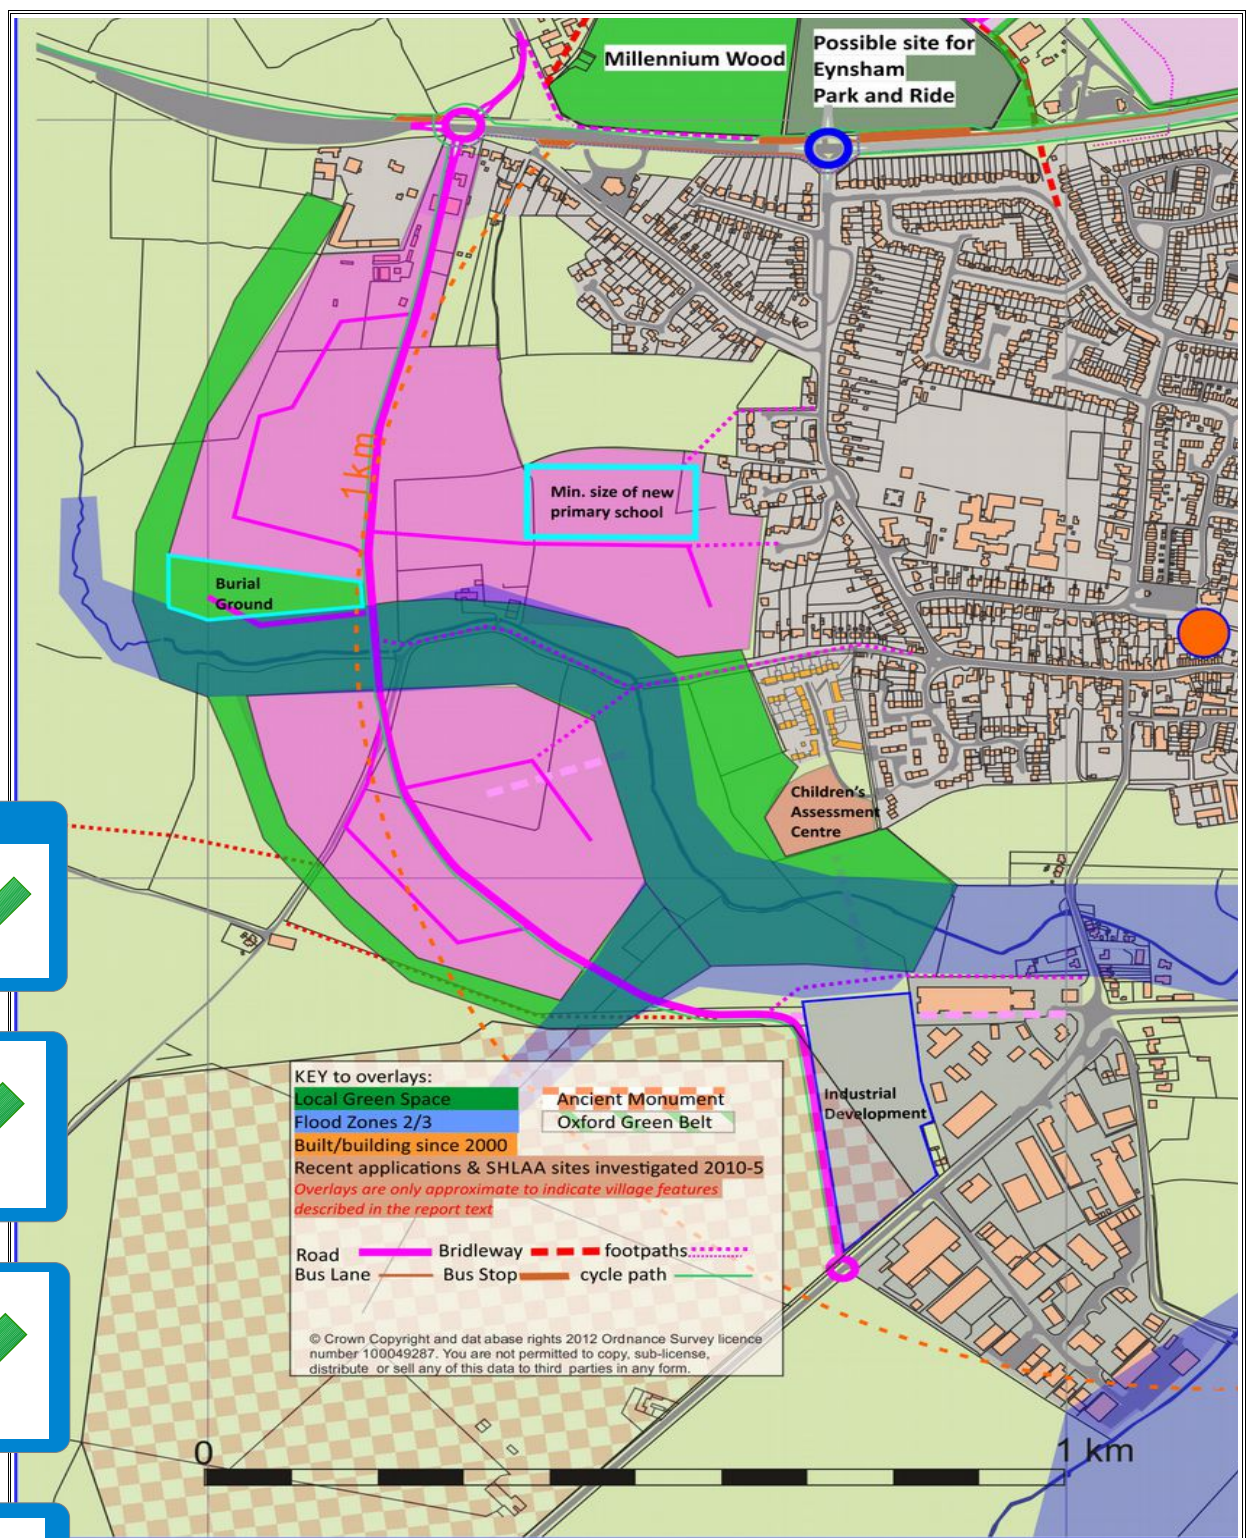 Millennium Wood
Possible site for
Eynsham
Park and Ride
1km
Min. size of new
primary school
Burial
Ground
Children's
Assessment
Centre
Industrial
Development
KEY to overlays:
Local Green Space
Ancient Monument
Flood Zones 2/3
Oxford Green Belt
Built/building since 2000
Recent applications & SHLAA sites investigated 2010-5
Overlays are only approximate to indicate village features
described in the report text
Road
Bridleway
footpaths
Bus Lane
Bus Stop
cycle path
© Crown Copyright and dat abase rights 2012 Ordnance Survey licence
number 100049287. You are not permitted to copy, sub-license,
distribute or sell any of this data to third parties in any form.
0
1 km